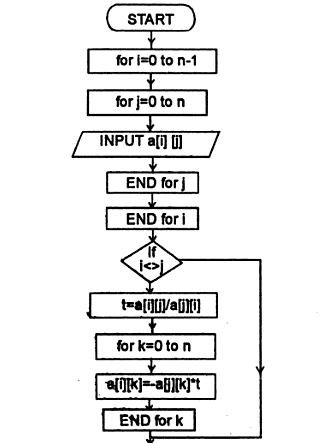 START
for i=0 to n-1
for j=0 to n
INPUT a[i] [j]
END for j
END for i
If
i<>j
t=a[i][j]/a[j][i]
for k=0 to n
a[i][k]=-a[j][k]*t
END for k